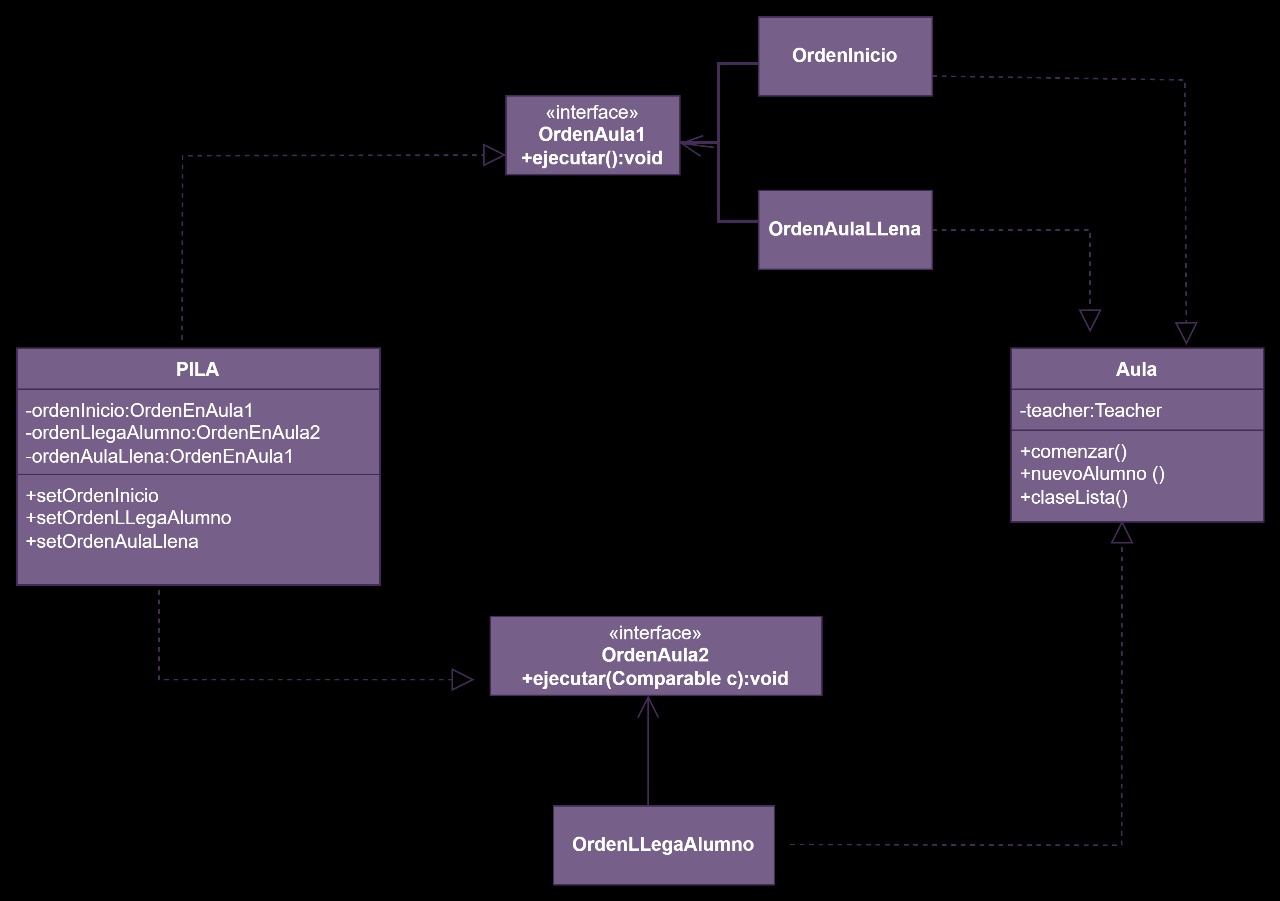 OrdenInicio
«interface»
OrdenAula1
+ejecutar():void
OrdenAulaLLena
PILA
-ordenInicio:OrdenEnAula1
-ordenLlegaAlumno:OrdenEnAula2
-ordenAulaLlena:OrdenEnAula1
+setOrdenInicio
+setOrdenLLegaAlumno
+setOrdenAulaLlena
Aula
-teacher:Teacher
+comenzar()
+nuevoAlumno ()
+claseLista()
«interface»
OrdenAula2
+ejecutar(Comparable c):void
OrdenLLegaAlumno